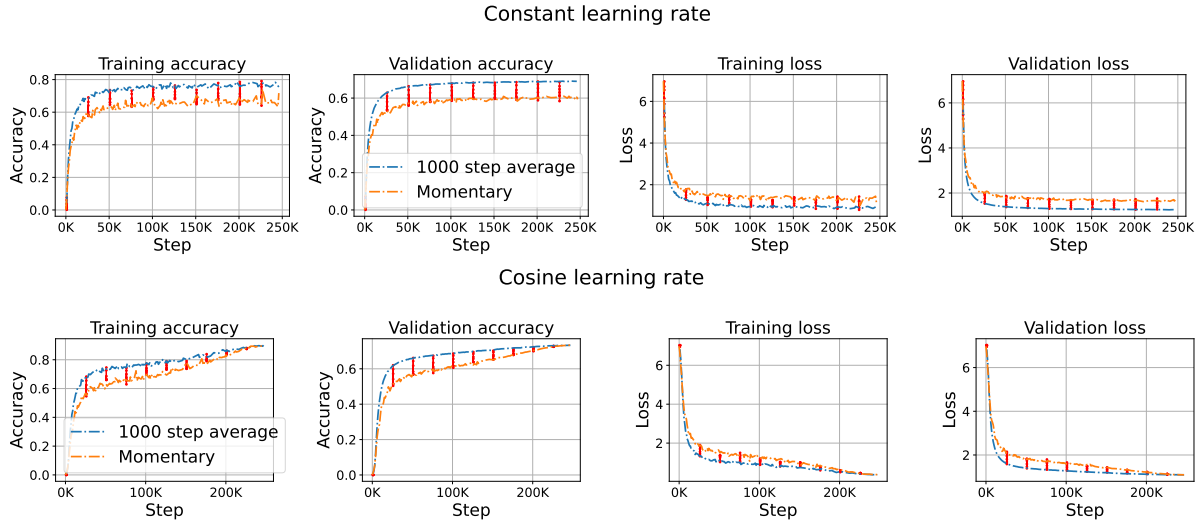 Constant learning rate
Training accuracy
Validation accuracy
Training loss
Validation loss
Accuracy
0.8
0.6
0.4
0.2
0.0
0K 50K 100K 150K 200K 250K
Step
Accuracy
0.6
0.4
0.2
0.0
1000 step average
Momentary
0K 50K 100K 150K 200K 250K
Step
Loss
6
4
2
0K 50K 100K 150K 200K 250K
Step
Loss
6
4
2
0K 50K 100K 150K 200K 250K
Step
Cosine learning rate
Training accuracy
Validation accuracy
Training loss
Validation loss
Accuracy
0.8
0.6
0.4
0.2
0.0
1000 step average
Momentary
0K 100K 200K
Step
Accuracy
0.6
0.4
0.2
0.0
0K 100K 200K
Step
Loss
6
4
2
0K 100K 200K
Step
Loss
6
4
2
0K 100K 200K
Step